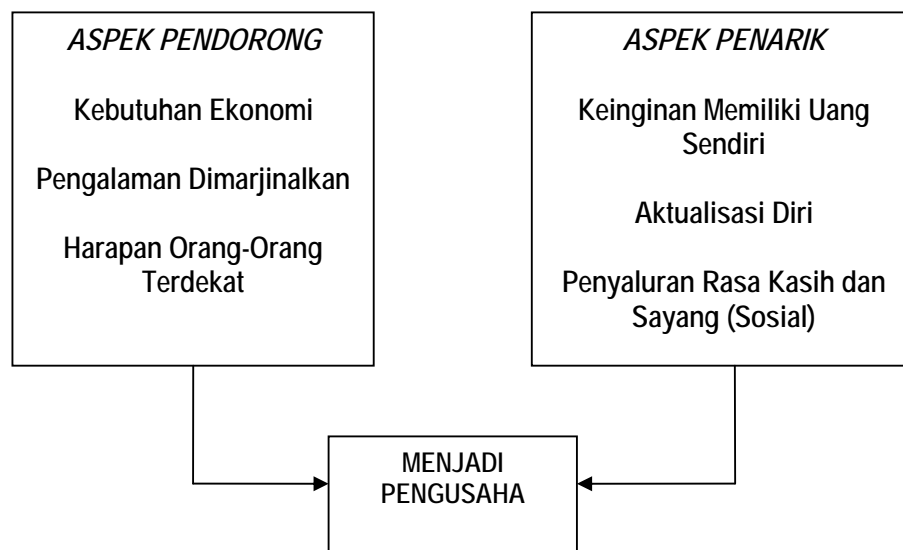 ASPEK PENDORONG
Kebutuhan Ekonomi
Pengalaman Dimarjinalkan
Harapan Orang-Orang
Terdekat
ASPEK PENARIK
Keinginan Memiliki Uang
Sendiri
Aktualisasi Diri
Penyaluran Rasa Kasih dan
Sayang (Sosial)
MENJADI
PENGUSAHA